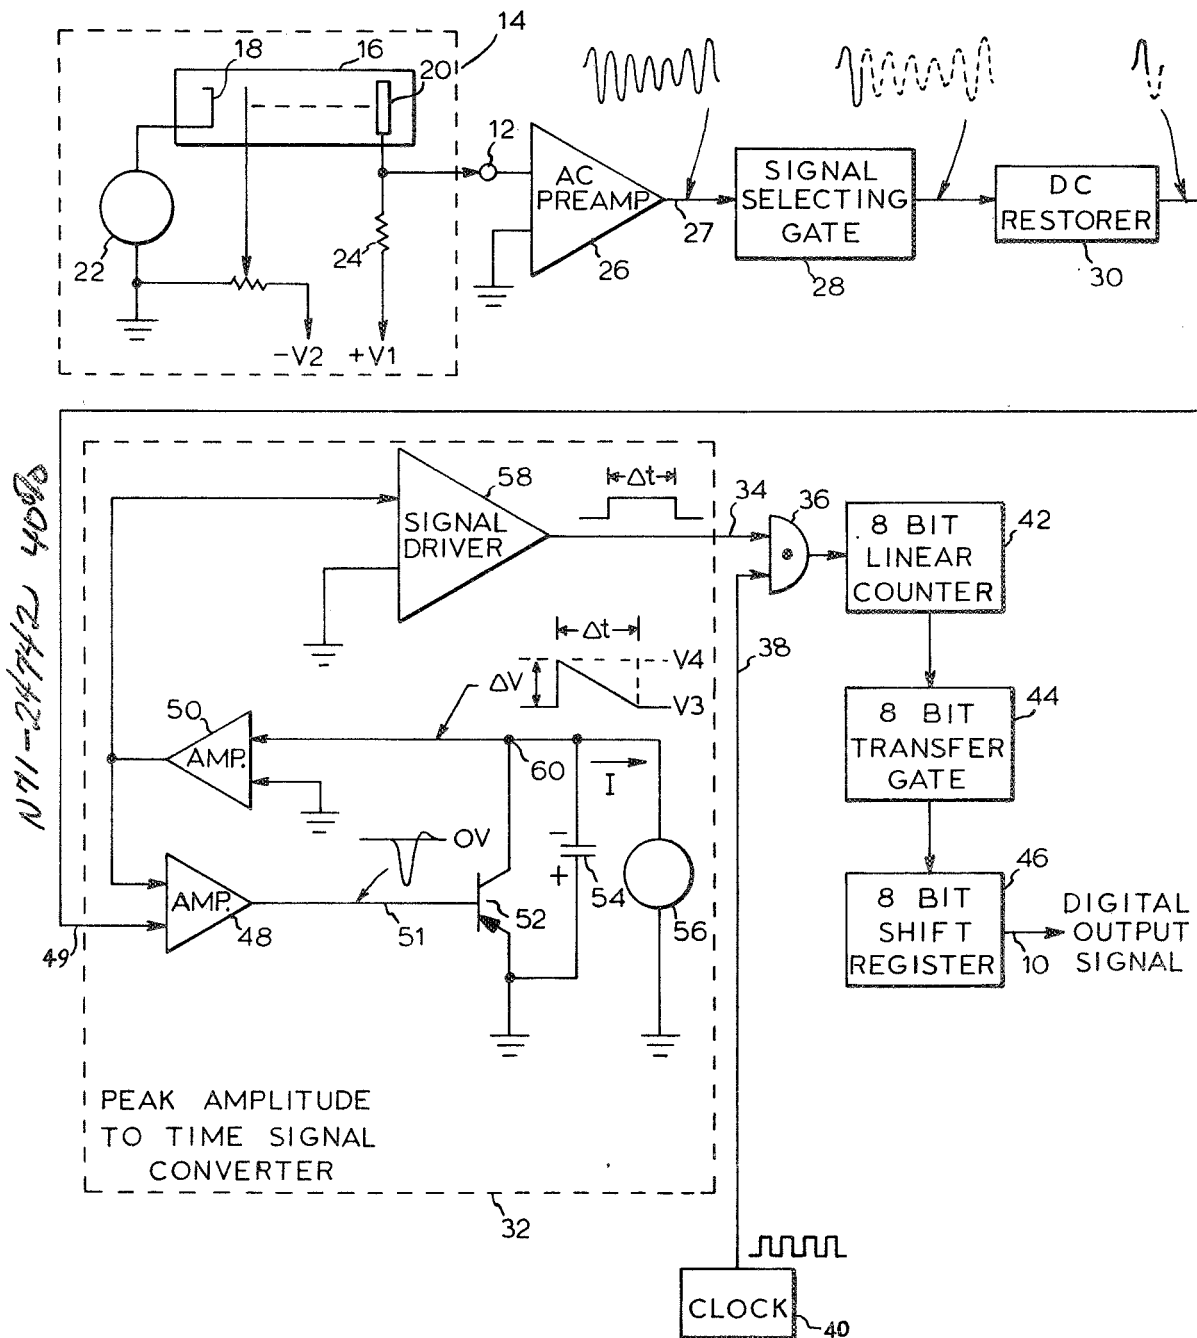 14
18
16
20
12
AC
PREAMP
26
27
SIGNAL
SELECTING
GATE
28
DC
RESTORER
30
22
24
-V2
+V1
N71-24742 40%
58
SIGNAL
DRIVER
Δt
34
36
8 BIT
LINEAR
COUNTER
42
Δt
ΔV
V4
V3
38
50
AMP.
60
I
8 BIT
TRANSFER
GATE
44
OV
AMP.
48
49
51
52
-
+
54
56
8 BIT
SHIFT
REGISTER
46
10
DIGITAL
OUTPUT
SIGNAL
PEAK AMPLITUDE
TO TIME SIGNAL
CONVERTER
32
CLOCK
40